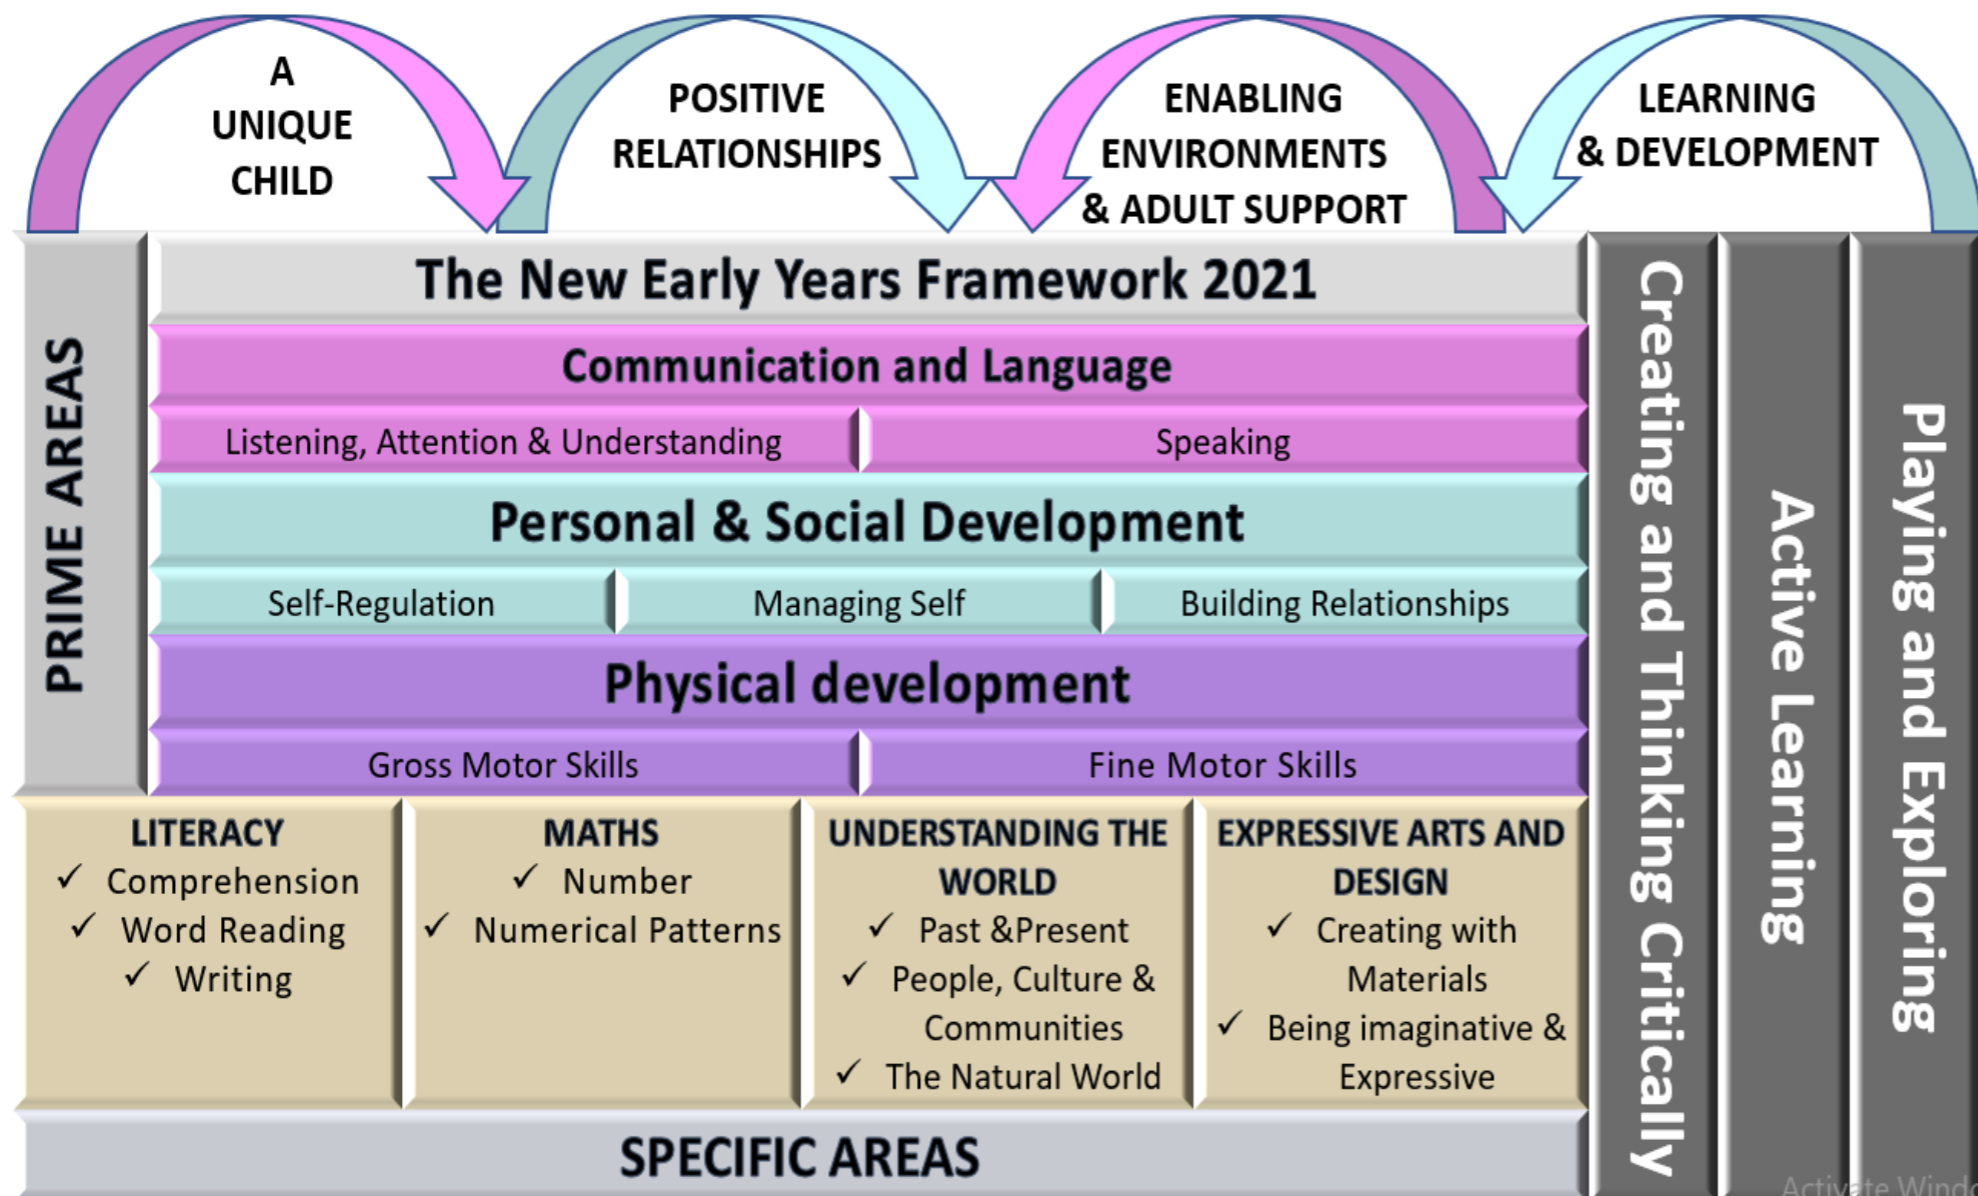 A
UNIQUE
CHILD
POSITIVE
RELATIONSHIPS
ENABLING
ENVIRONMENTS
& ADULT SUPPORT
LEARNING
& DEVELOPMENT
PRIME AREAS
The New Early Years Framework 2021
Communication and Language
Listening, Attention & Understanding
Speaking
Personal & Social Development
Self-Regulation
Managing Self
Building Relationships
Physical development
Gross Motor Skills
Fine Motor Skills
LITERACY
✓ Comprehension
✓ Word Reading
✓ Writing
MATHS
✓ Number
✓ Numerical Patterns
UNDERSTANDING THE
WORLD
✓ Past &Present
✓ People, Culture &
Communities
✓ The Natural World
EXPRESSIVE ARTS AND
DESIGN
✓ Creating with
Materials
✓ Being imaginative &
Expressive
SPECIFIC AREAS
Creating and Thinking Critically
Active Learning
Playing and Exploring
Activate